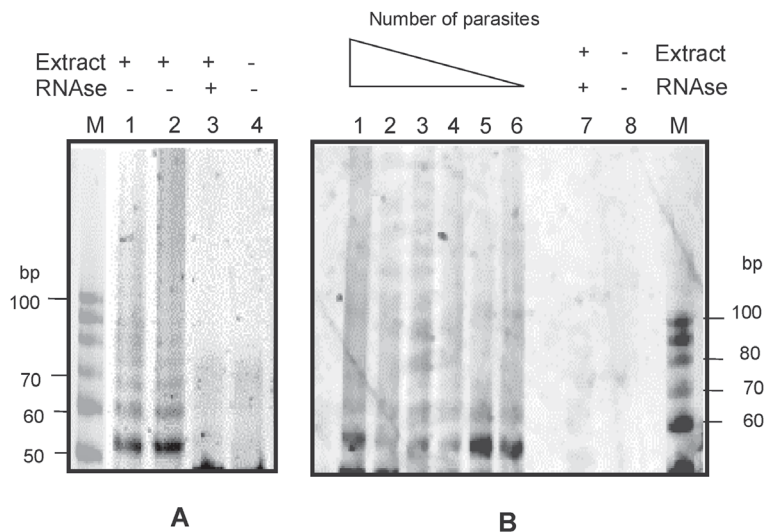 Number of parasites
Extract + + + -
RNAse - - + -
M 1 2 3 4
+ - Extract
+ - RNAse
1 2 3 4 5 6 7 8 M
bp
100
70
60
50
bp
100
80
70
60
A
B